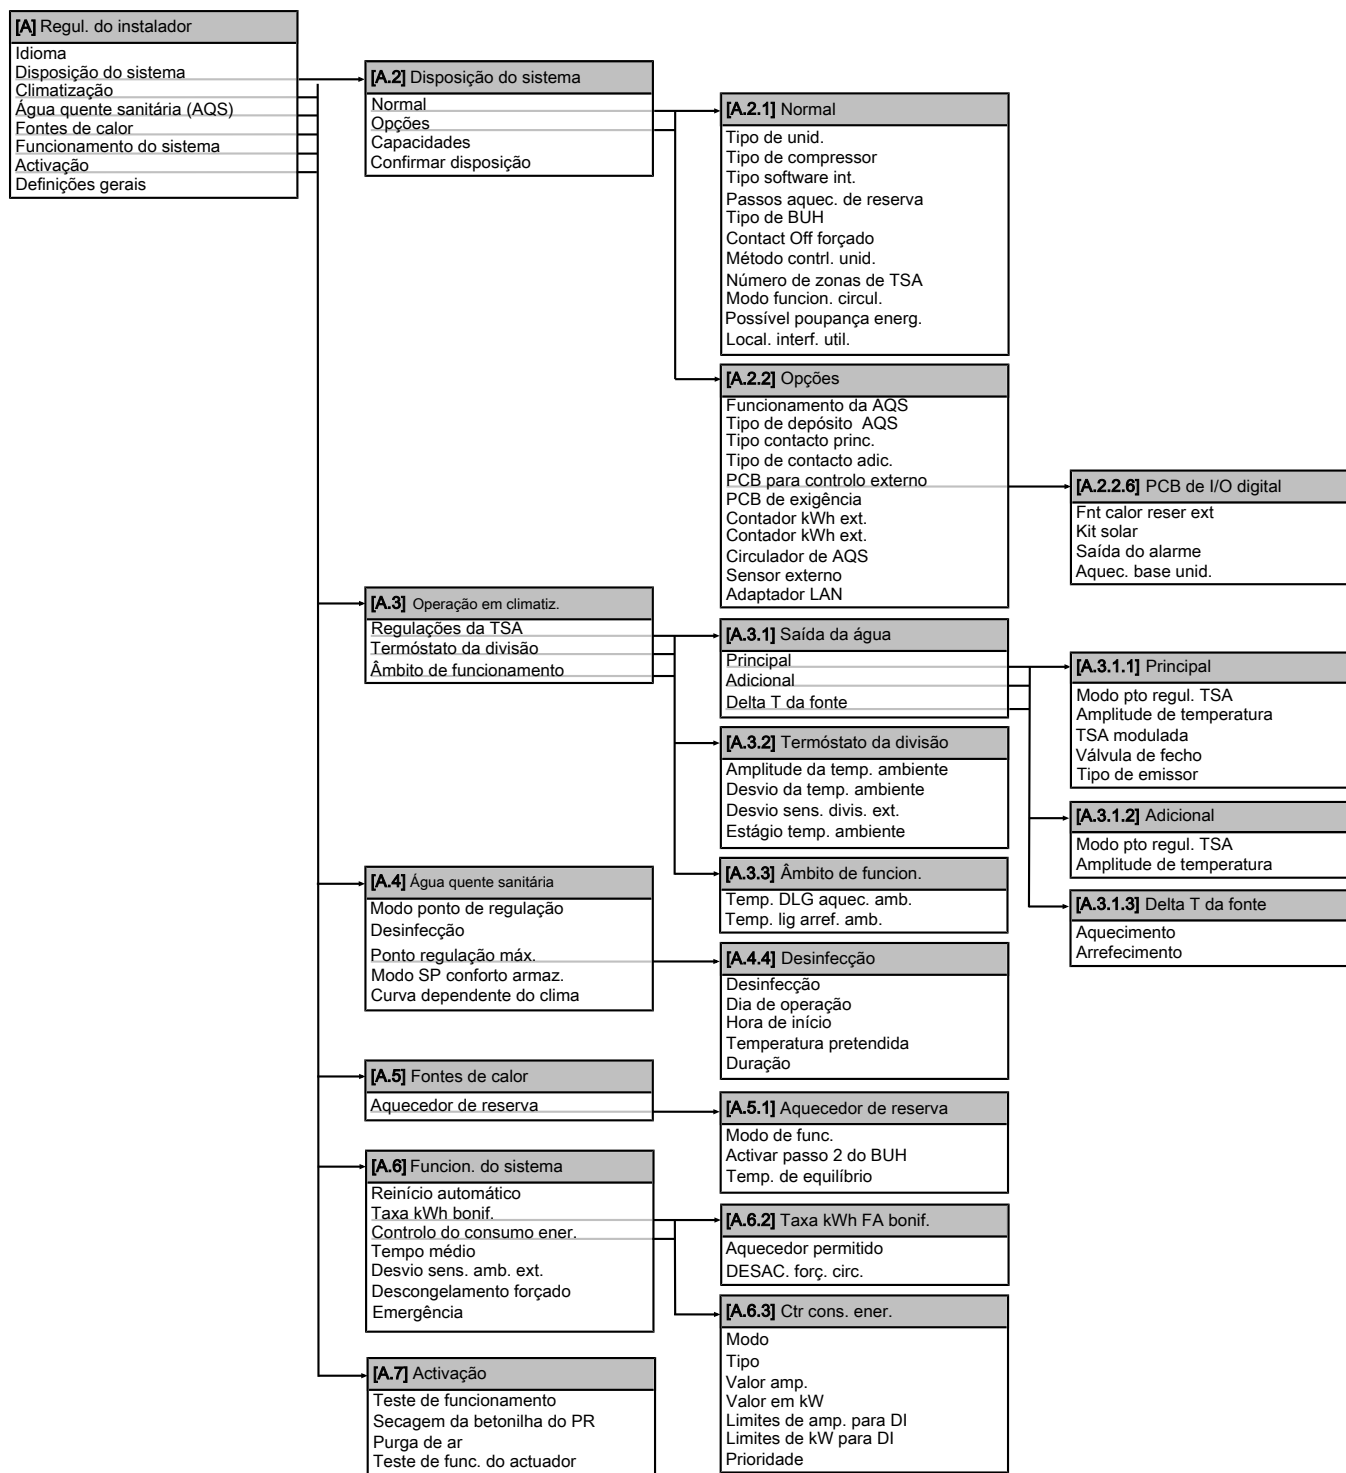 [A] Regul. do instalador
Idioma
Disposição do sistema
Climatização
Água quente sanitária (AQS)
Fontes de calor
Funcionamento do sistema
Activação
Definições gerais
[A.2] Disposição do sistema
Normal
Opções
Capacidades
Confirmar disposição
[A.2.1] Normal
Tipo de unid.
Tipo de compressor
Tipo software int.
Passos aquec. de reserva
Tipo de BUH
Contact Off forçado
Método contrl. unid.
Número de zonas de TSA
Modo funcion. circul.
Possível poupança energ.
Local. interf. util.
[A.2.2] Opções
Funcionamento da AQS
Tipo de depósito AQS
Tipo contacto princ.
Tipo de contacto adic.
PCB para controlo externo
PCB de exigência
Contador kWh ext.
Contador kWh ext.
Circulador de AQS
Sensor externo
Adaptador LAN
[A.2.2.6] PCB de I/O digital
Fnt calor reser ext
Kit solar
Saída do alarme
Aquec. base unid.
[A.3] Operação em climatiz.
Regulações da TSA
Termóstato da divisão
Âmbito de funcionamento
[A.3.1] Saída da água
Principal
Adicional
Delta T da fonte
[A.3.1.1] Principal
Modo pto regul. TSA
Amplitude de temperatura
TSA modulada
Válvula de fecho
Tipo de emissor
[A.3.2] Termóstato da divisão
Amplitude da temp. ambiente
Desvio da temp. ambiente
Desvio sens. divis. ext.
Estágio temp. ambiente
[A.3.1.2] Adicional
Modo pto regul. TSA
Amplitude de temperatura
[A.3.3] Âmbito de funcion.
Temp. DLG aquec. amb.
Temp. lig arref. amb.
[A.3.1.3] Delta T da fonte
Aquecimento
Arrefecimento
[A.4] Água quente sanitária
Modo ponto de regulação
Desinfecção
Ponto regulação máx.
Modo SP conforto armaz.
Curva dependente do clima
[A.4.4] Desinfecção
Desinfecção
Dia de operação
Hora de início
Temperatura pretendida
Duração
[A.5] Fontes de calor
Aquecedor de reserva
[A.5.1] Aquecedor de reserva
Modo de func.
Activar passo 2 do BUH
Temp. de equilíbrio
[A.6] Funcion. do sistema
Reinício automático
Taxa kWh bonif.
Controlo do consumo ener.
Tempo médio
Desvio sens. amb. ext.
Descongelamento forçado
Emergência
[A.6.2] Taxa kWh FA bonif.
Aquecedor permitido
DESAC. forç. circ.
[A.6.3] Ctr cons. ener.
Modo
Tipo
Valor amp.
Valor em kW
Limites de amp. para DI
Limites de kW para DI
Prioridade
[A.7] Activação
Teste de funcionamento
Secagem da betonilha do PR
Purga de ar
Teste de func. do actuador